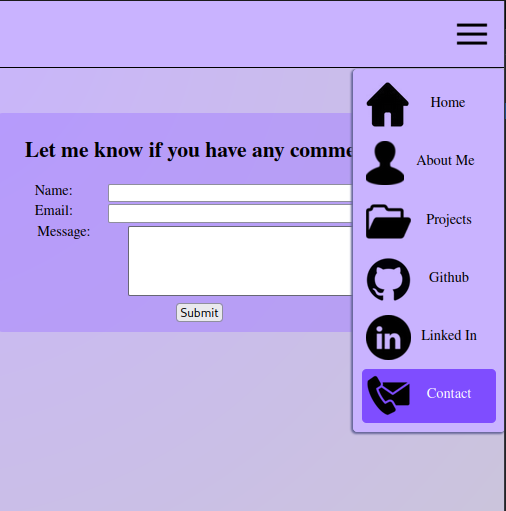 Let me know if you have any comme
Name:
Email:
Message:
Submit
Home
About Me
Projects
Github
in Linked In
Contact